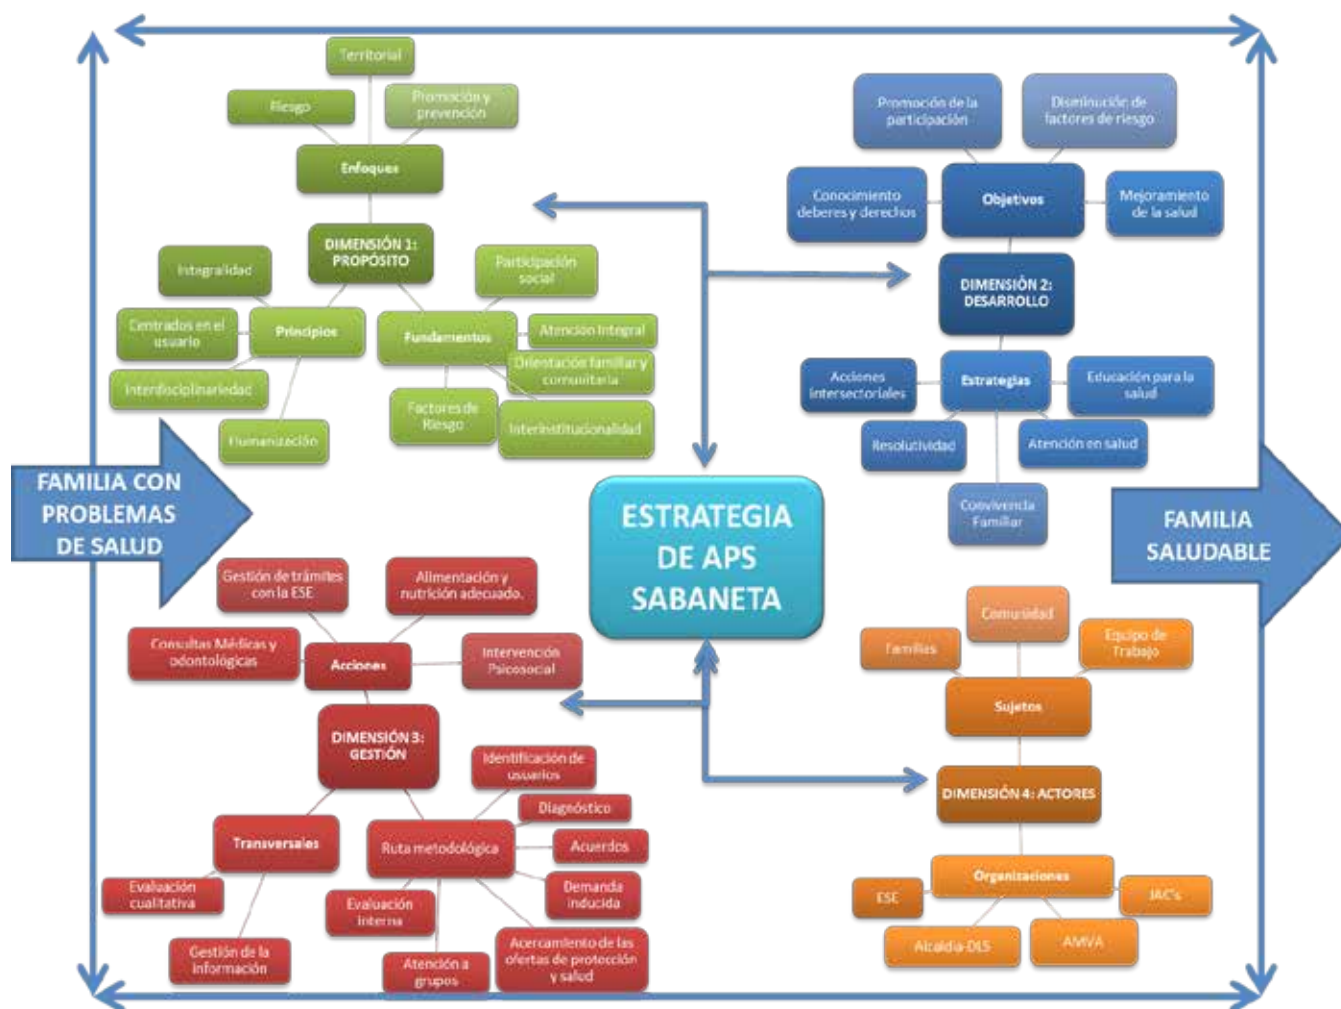 Territorial
Riesgo
Promoción y
prevención
Enfoques
DIMENSIÓN 1:
PROPÓSITO
Integralidad
Centrados en el
usuario
Principios
Interdisciplinariedad
Humanización
Participación
social
Fundamentos
Atención Integral
Orientación familiar y
comunitaria
Factores de
Riesgo
Interinstitucionalidad
Promoción de la
participación
Disminución de
factores de riesgo
Conocimiento
deberes y derechos
Objetivos
Mejoramiento
de la salud
DIMENSIÓN 2:
DESARROLLO
Acciones
intersectoriales
Estrategias
Educación para la
salud
Resolutividad
Atención en salud
Convivencia
Familiar
FAMILIA CON
PROBLEMAS
DE SALUD
ESTRATEGIA
DE APS
SABANETA
FAMILIA
SALUDABLE
Gestión de trámites
con la ESE
Alimentación y
nutrición adecuado.
Consultas Médicas y
odontológicas
Acciones
Intervención
Psicosocial
DIMENSIÓN 3:
GESTIÓN
Identificación de
usuarios
Diagnóstico
Transversales
Ruta metodológica
Acuerdos
Demanda
inducida
Evaluación
cualitativa
Evaluación
interna
Gestión de la
información
Atención a
grupos
Acercamiento de las
ofertas de protección
y salud
Comunidad
Familias
Equipo de
Trabajo
Sujetos
DIMENSIÓN 4: ACTORES
Organizaciones
ESE
JAC's
Alcaldia-DLS
AMVA